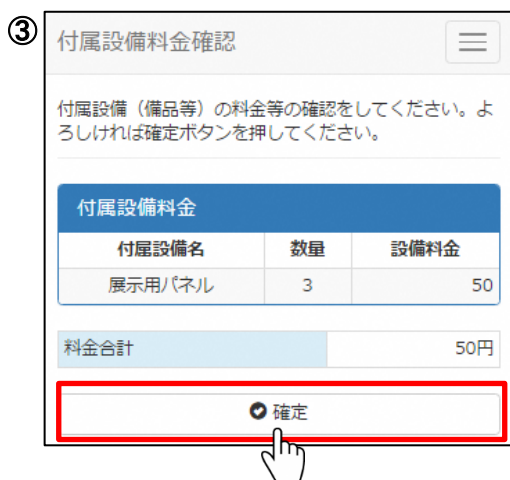 ③
付属設備料金確認
付属設備（備品等）の料金等の確認をしてください。よ
ろしければ確定ボタンを押してください。
付属設備料金
付属設備名 数量 設備料金
展示用パネル 3 50
料金合計 50円
確定